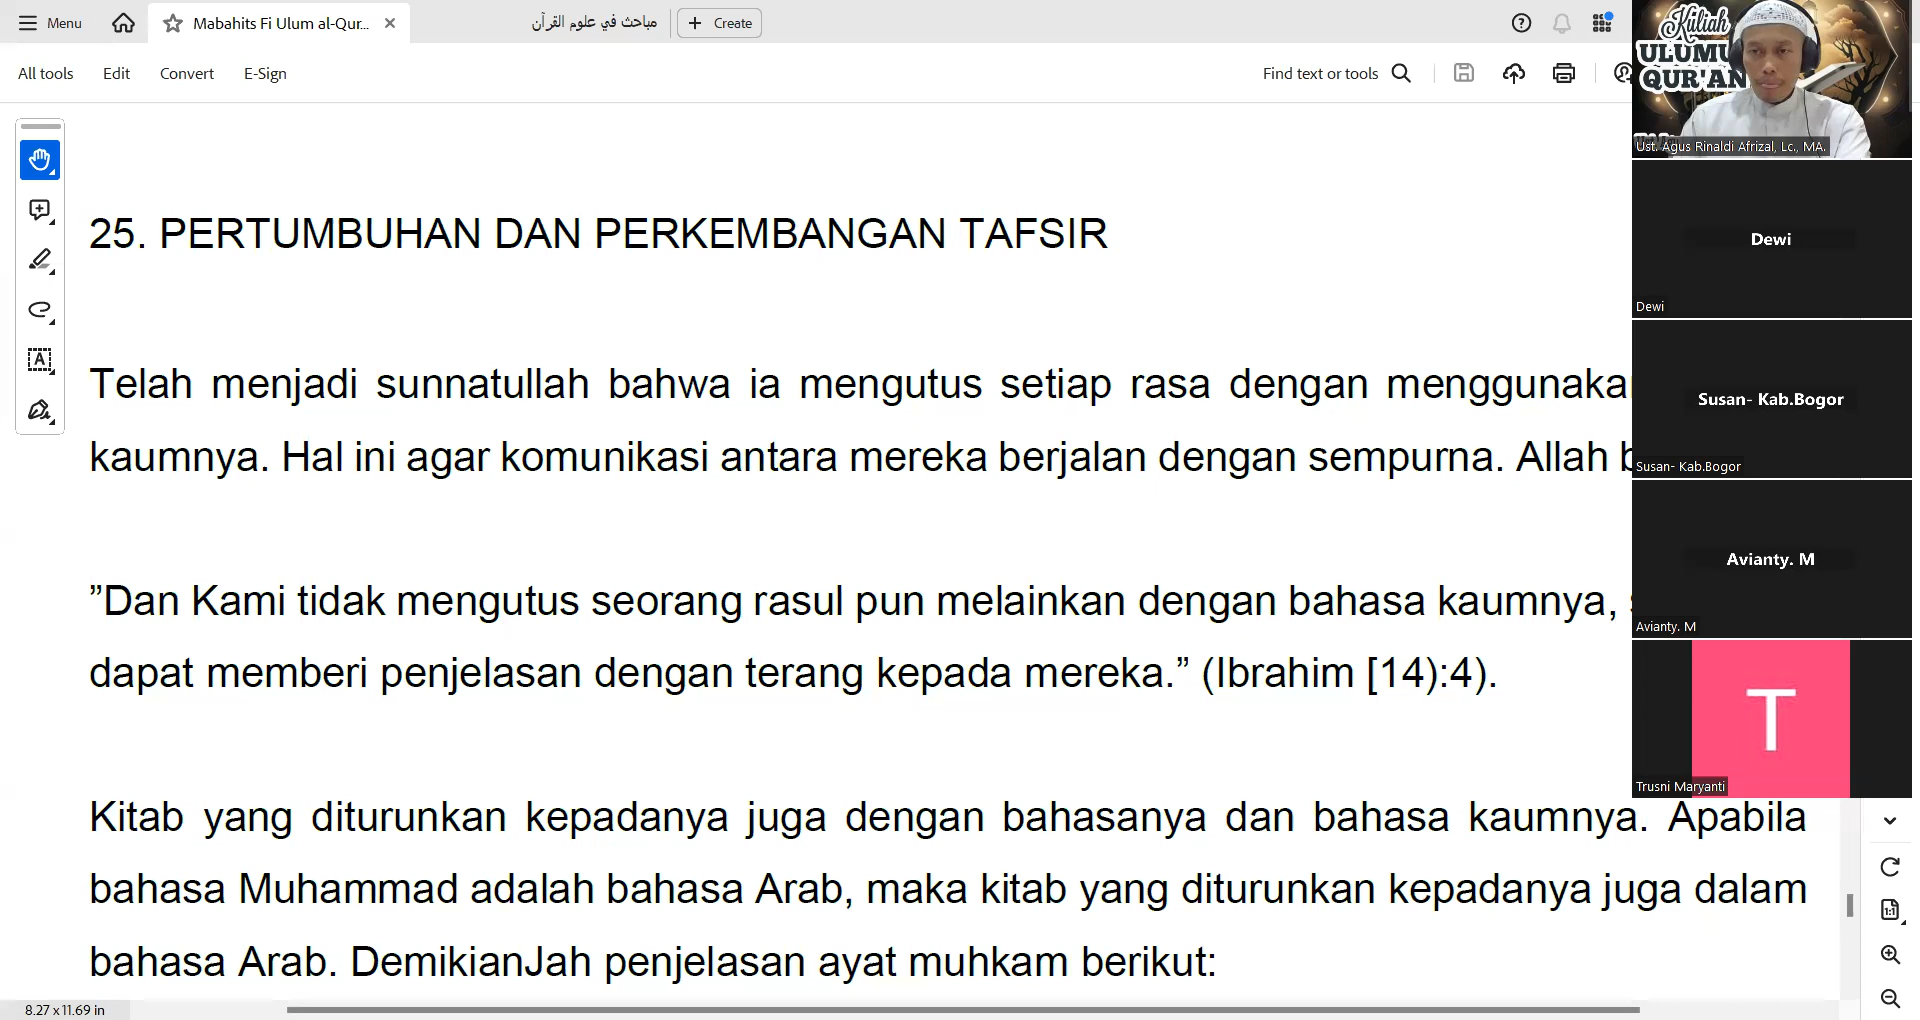 Menu
Mabahits Fi Ulum al-Qur...
مباحث في علوم القرآن
Create
All tools
Edit
Convert
E-Sign
Find text or tools
25. PERTUMBUHAN DAN PERKEMBANGAN TAFSIR
Telah menjadi sunnatullah bahwa ia mengutus setiap rasa dengan menggunaka
kaumnya. Hal ini agar komunikasi antara mereka berjalan dengan sempurna. Allah b
”Dan Kami tidak mengutus seorang rasul pun melainkan dengan bahasa kaumnya, s
dapat memberi penjelasan dengan terang kepada mereka.” (Ibrahim [14):4).
Kitab yang diturunkan kepadanya juga dengan bahasanya dan bahasa kaumnya. Apabila
bahasa Muhammad adalah bahasa Arab, maka kitab yang diturunkan kepadanya juga dalam
bahasa Arab. DemikianJah penjelasan ayat muhkam berikut:
8.27 x 11.69 in
Kuliah
ULUMU
QUR'AN
Ust. Agus Rinaldi Afrizal, Lc., MA.
Dewi
Dewi
Susan- Kab.Bogor
Susan- Kab.Bogor
Avianty. M
Avianty. M
T
Trusni Maryanti